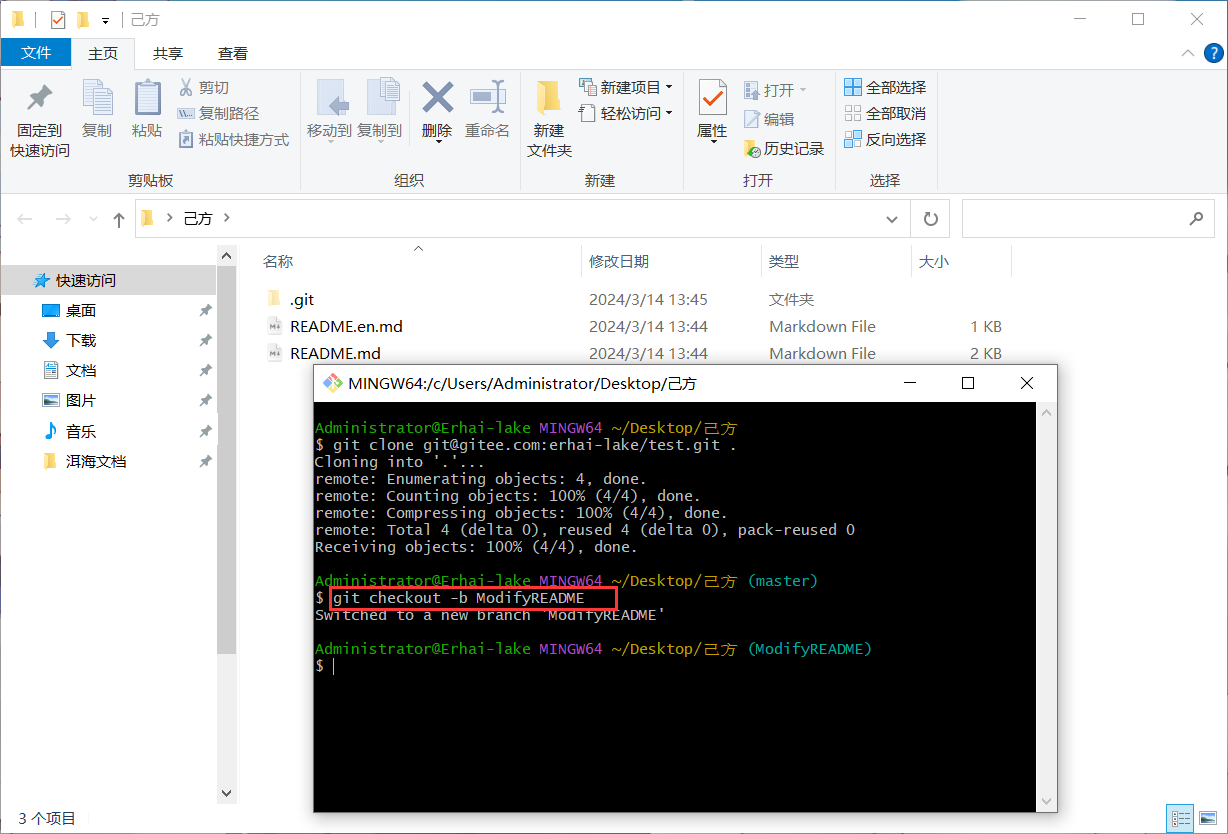 己方
文件 主页 共享 查看
固定到
快速访问
复制
粘贴
剪切
复制路径
粘贴快捷方式
剪贴板
移动到
复制到
删除
重命名
组织
新建
文件夹
新建项目
轻松访问
新建
属性
打开
编辑
历史记录
打开
全部选择
全部取消
反向选择
选择
己方
名称 修改日期 类型 大小
快速访问
桌面
下载
文档
图片
音乐
洱海文档
.git 2024/3/14 13:45 文件夹
README.en.md 2024/3/14 13:44 Markdown File 1 KB
README.md 2024/3/14 13:44 Markdown File 2 KB
MINGW64:/c/Users/Administrator/Desktop/己方
Administrator@Erhai-lake MINGW64 ~/Desktop/己方
$ git clone git@gitee.com:erhai-lake/test.git .
Cloning into '.'...
remote: Enumerating objects: 4, done.
remote: Counting objects: 100% (4/4), done.
remote: Compressing objects: 100% (4/4), done.
remote: Total 4 (delta 0), reused 4 (delta 0), pack-reused 0
Receiving objects: 100% (4/4), done.
Administrator@Erhai-lake MINGW64 ~/Desktop/己方 (master)
$ git checkout -b ModifyREADME
Switched to a new branch 'ModifyREADME'
Administrator@Erhai-lake MINGW64 ~/Desktop/己方 (ModifyREADME)
$
3 个项目